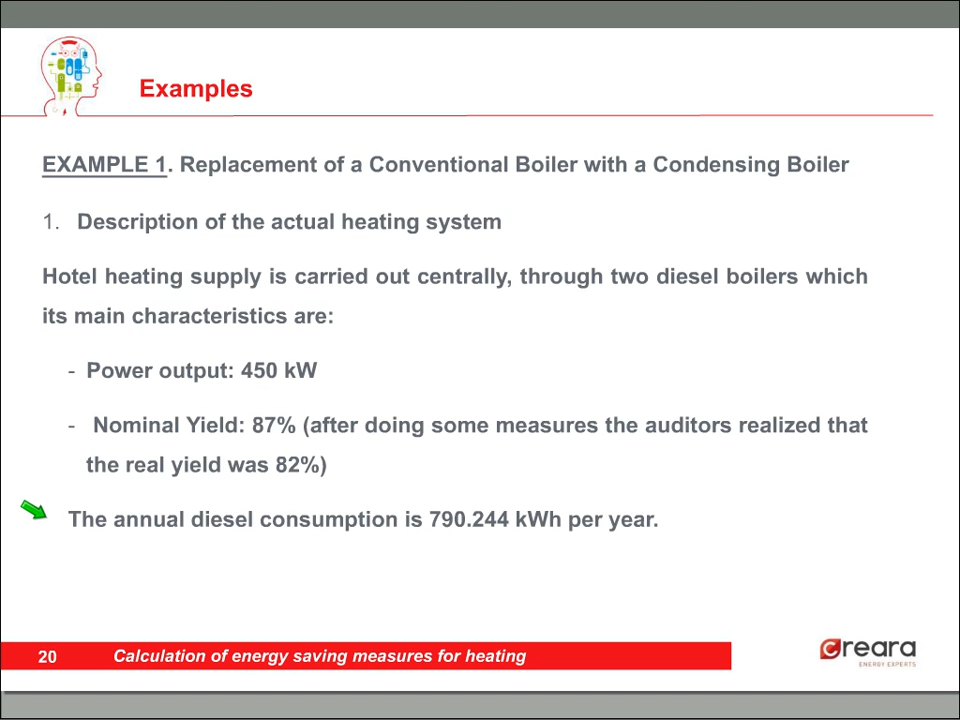 Examples
EXAMPLE 1. Replacement of a Conventional Boiler with a Condensing Boiler
1. Description of the actual heating system
Hotel heating supply is carried out centrally, through two diesel boilers which
its main characteristics are:
- Power output: 450 kW
- Nominal Yield: 87% (after doing some measures the auditors realized that
the real yield was 82%)
The annual diesel consumption is 790.244 kWh per year.
20 Calculation of energy saving measures for heating
creara
ENERGY EXPERTS